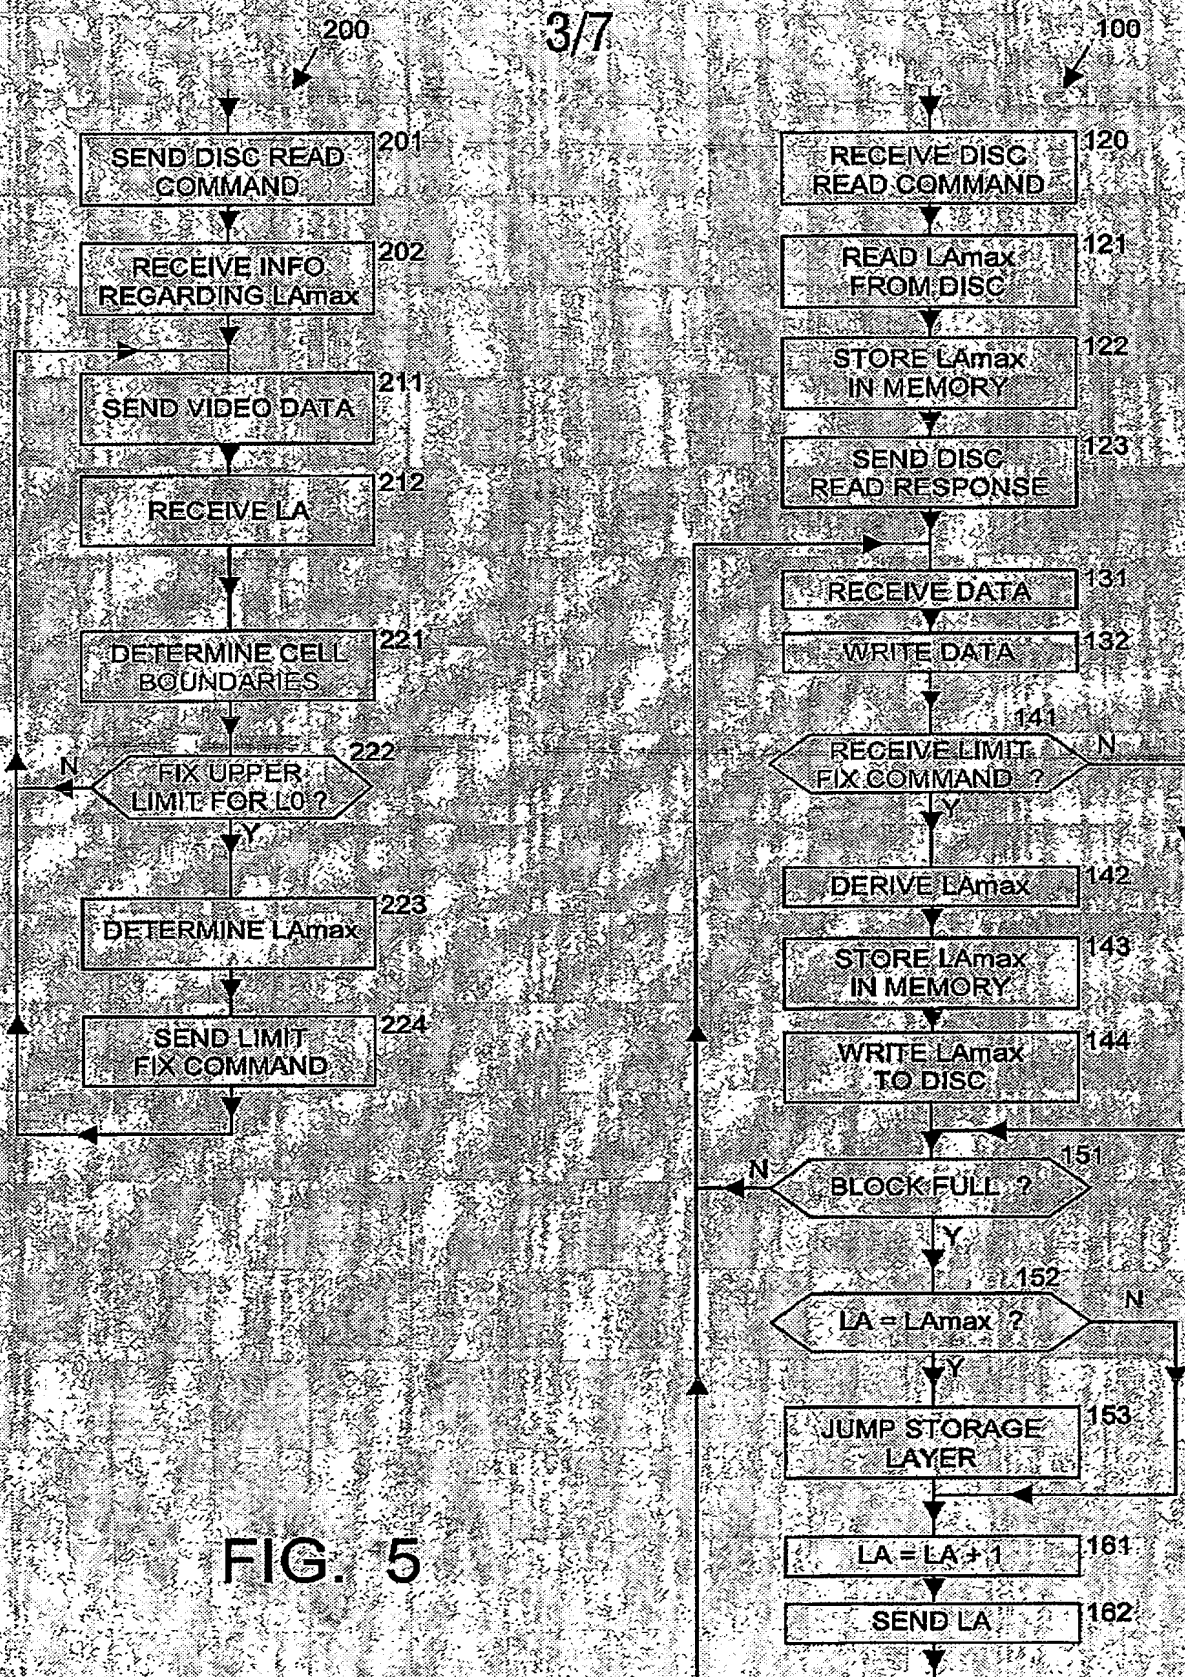 3/7
200
201
SEND DISC READ
COMMAND
202
RECEIVE INFO
REGARDING LAmax
211
SEND VIDEO DATA
212
RECEIVE LA
221
DETERMINE CELL
BOUNDARIES
222
FIX UPPER
LIMIT FOR L0 ?
N
Y
223
DETERMINE LAmax
224
SEND LIMIT
FIX COMMAND
100
120
RECEIVE DISC
READ COMMAND
121
READ LAmax
FROM DISC
122
STORE LAmax
IN MEMORY
123
SEND DISC
READ RESPONSE
131
RECEIVE DATA
132
WRITE DATA
141
RECEIVE LIMIT
FIX COMMAND ?
N
Y
142
DERIVE LAmax
143
STORE LAmax
IN MEMORY
144
WRITE LAmax
TO DISC
151
BLOCK FULL ?
N
Y
152
LA = LAmax ?
N
Y
153
JUMP STORAGE
LAYER
161
LA = LA + 1
162
SEND LA
FIG. 5